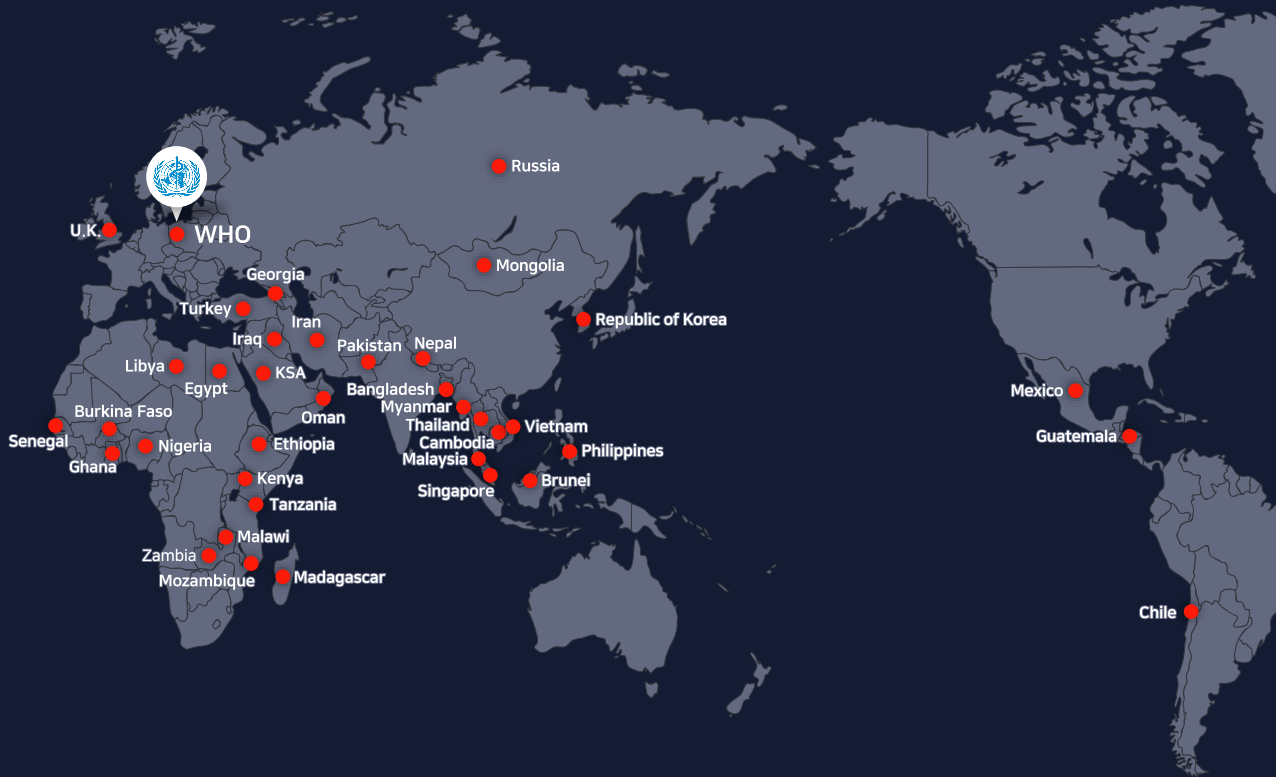 Russia
U.K.
WHO
Mongolia
Georgia
Turkey
Republic of Korea
Iran
Iraq
Pakistan
Nepal
Libya
KSA
Egypt
Bangladesh
Mexico
Myanmar
Burkina Faso
Oman
Thailand
Vietnam
Guatemala
Senegal
Nigeria
Ethiopia
Cambodia
Philippines
Ghana
Malaysia
Kenya
Brunei
Singapore
Tanzania
Malawi
Zambia
Mozambique
Madagascar
Chile